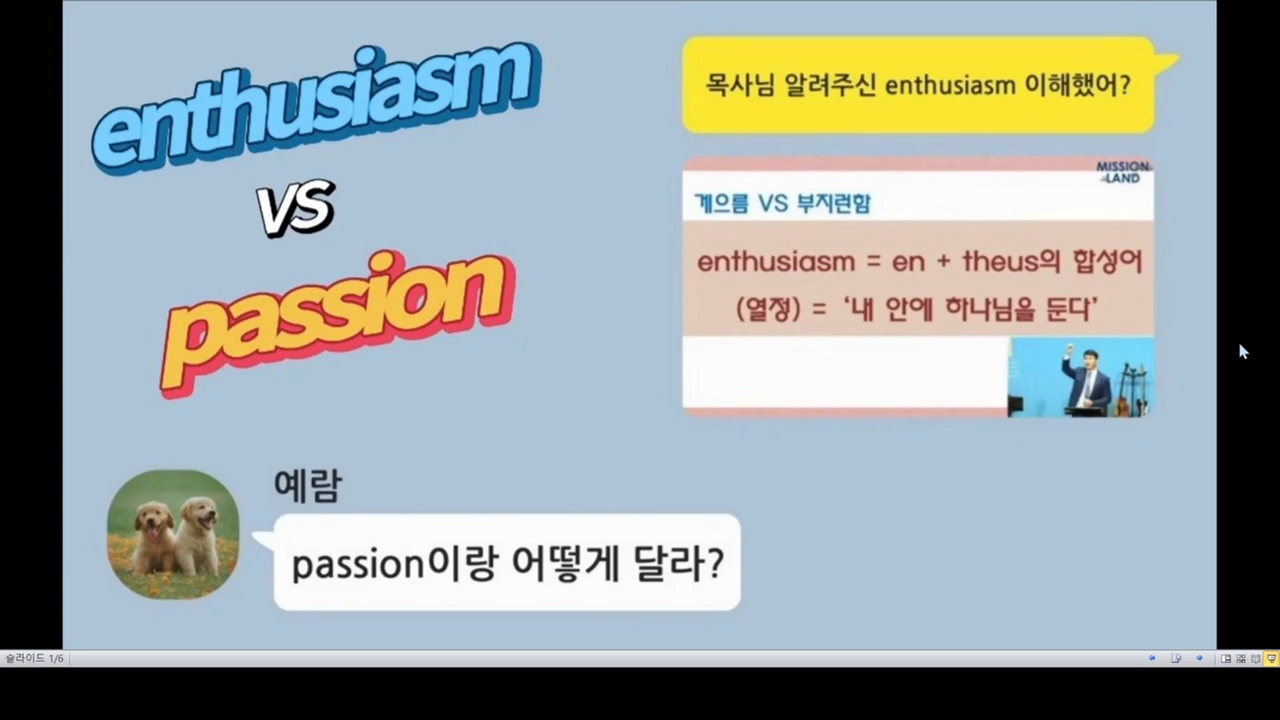 enthusiasm
vs
passion
목사님 알려주신 enthusiasm 이해했어?
MISSION
LAND
게으름 VS 부지런함
enthusiasm = en + theus의 합성어
(열정) = ‘내 안에 하나님을 둔다’
예람
passion이랑 어떻게 달라?
슬라이드 1/6